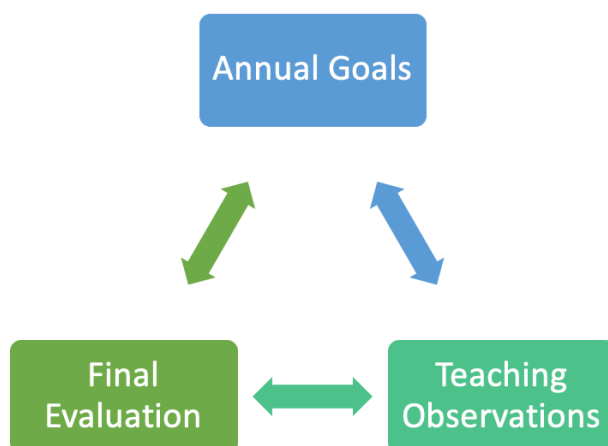 Annual Goals
Final
Evaluation
Teaching
Observations